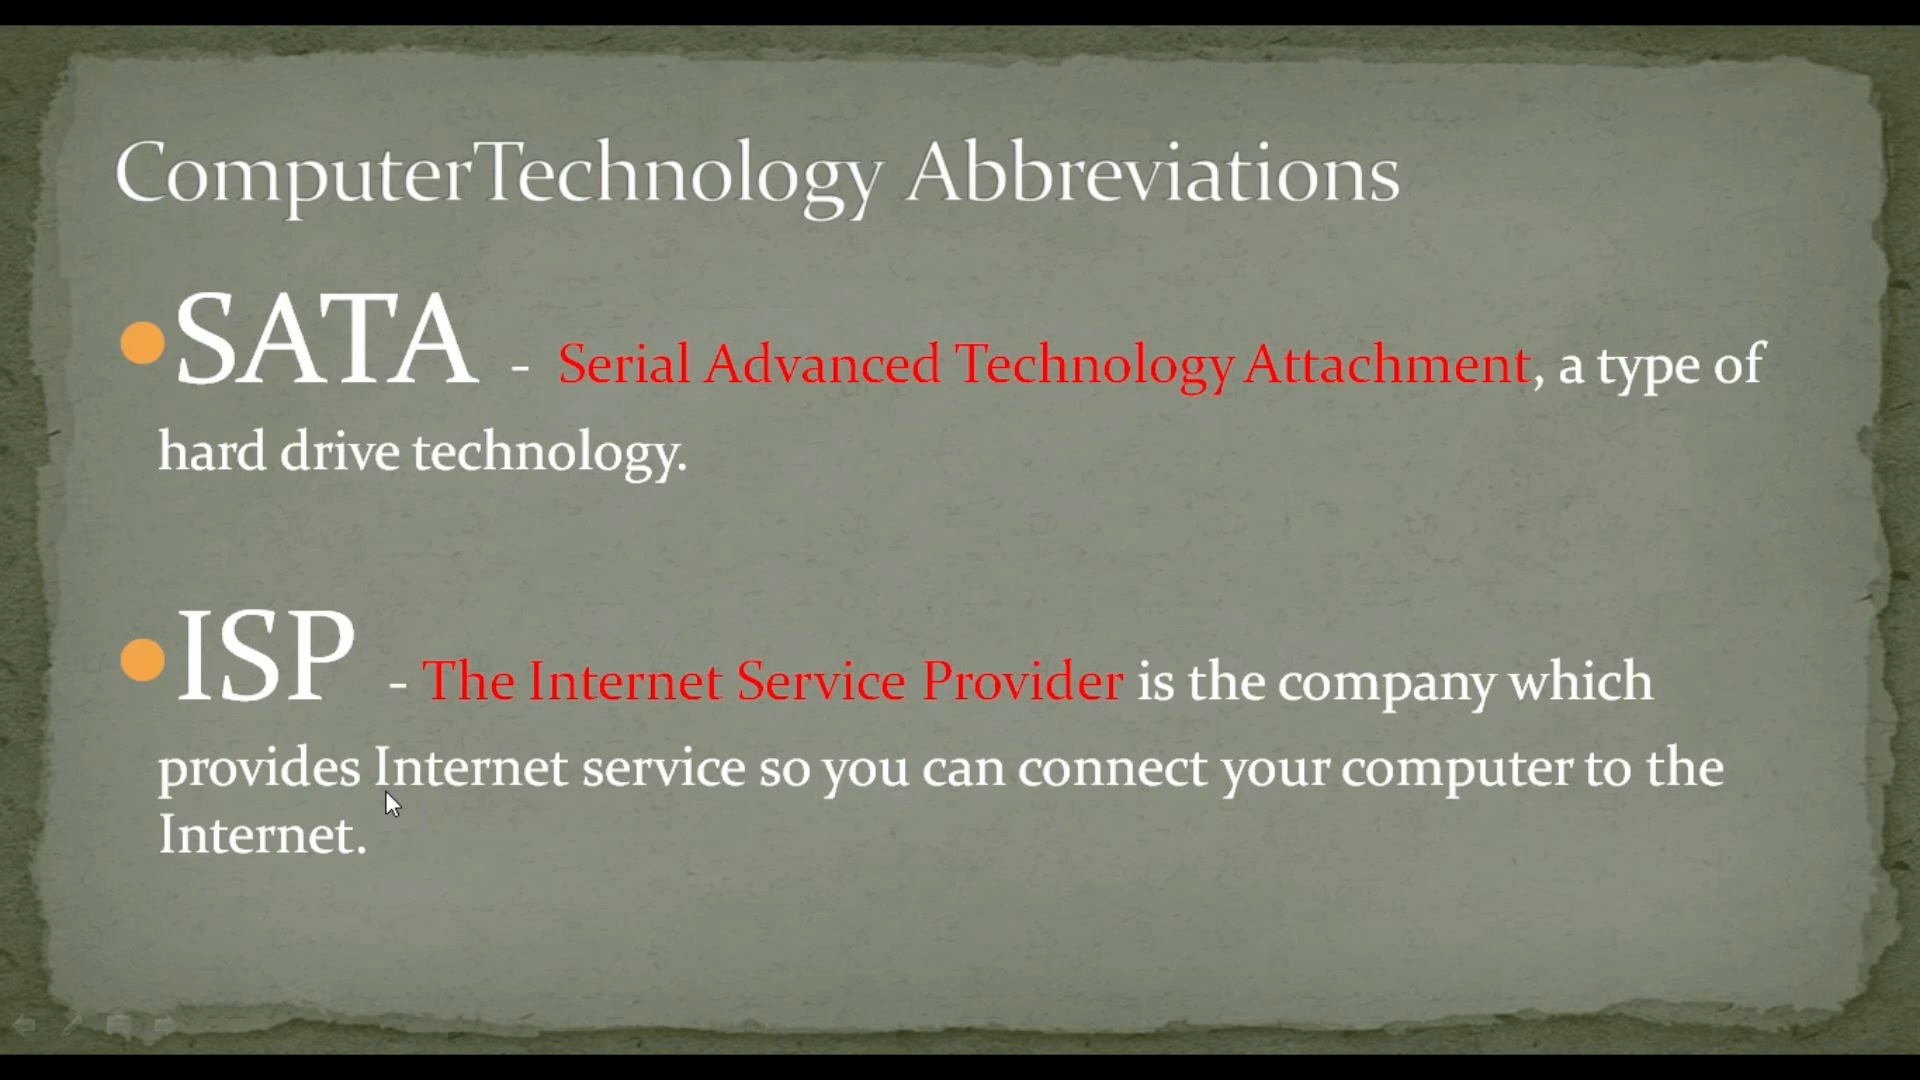 ComputerTechnology Abbreviations
SATA - Serial Advanced Technology Attachment, a type of
hard drive technology.
ISP - The Internet Service Provider is the company which
provides Internet service so you can connect your computer to the
Internet.